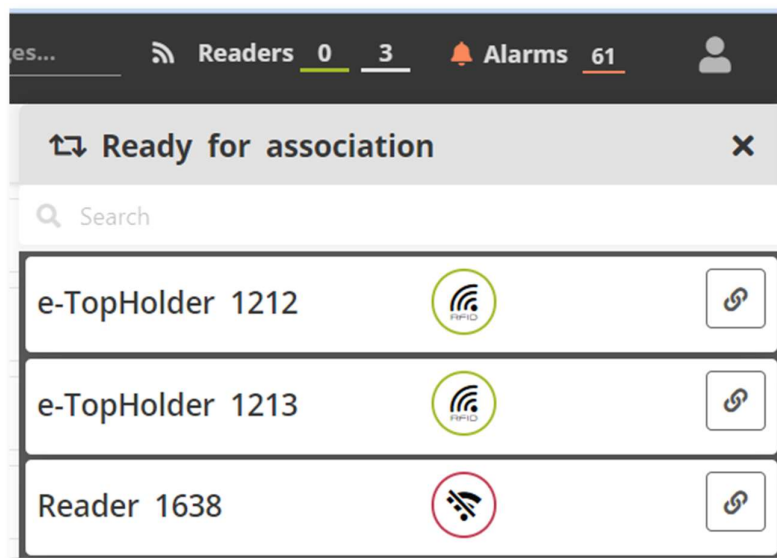 es...
Readers 0 3 Alarms 61
Ready for association
Search
e-TopHolder 1212
RFID
e-TopHolder 1213
RFID
Reader 1638